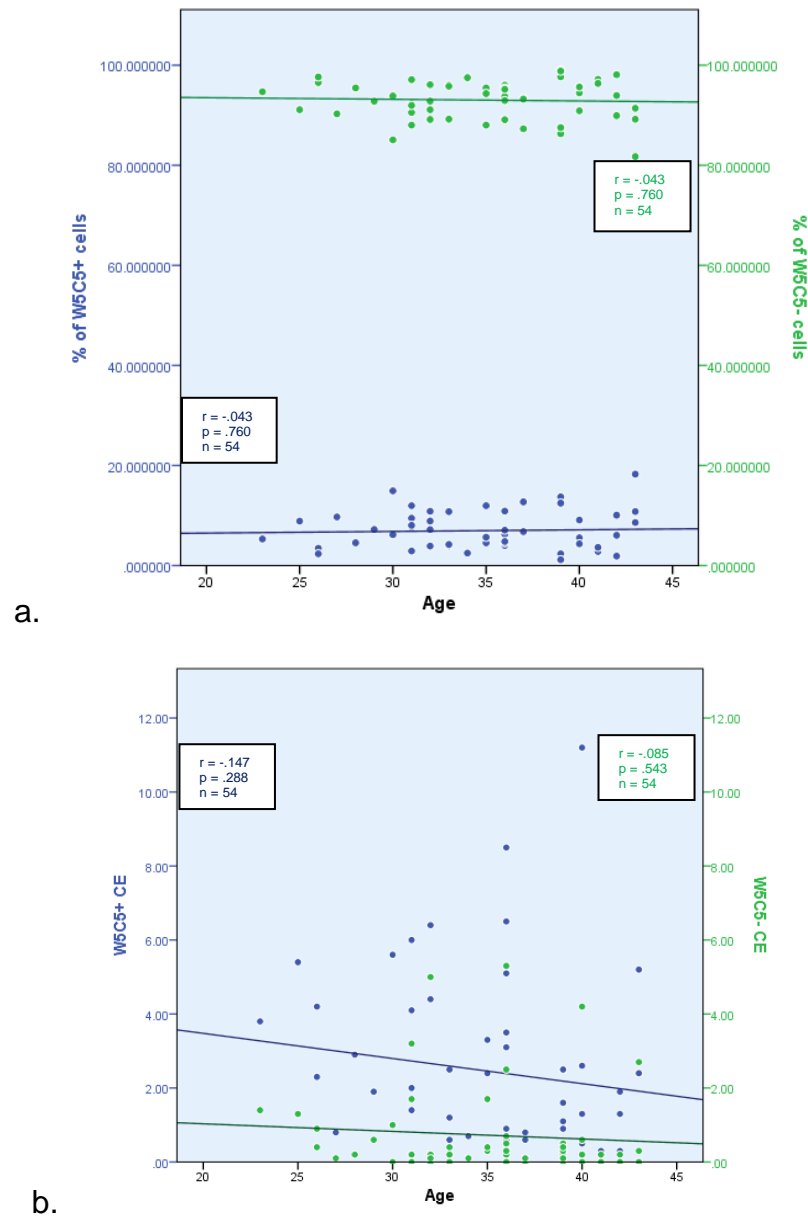 100.000000
80.000000
60.000000
40.000000
20.000000
.000000
% of W5C5+ cells
r = -.043
p = .760
n = 54
r = -.043
p = .760
n = 54
100.000000
80.000000
60.000000
40.000000
20.000000
.000000
% of W5C5- cells
20 25 30 35 40 45
Age
a.
12.00
10.00
8.00
6.00
4.00
2.00
.00
W5C5+ CE
r = -.147
p = .288
n = 54
r = -.085
p = .543
n = 54
12.00
10.00
8.00
6.00
4.00
2.00
.00
W5C5- CE
20 25 30 35 40 45
Age
b.